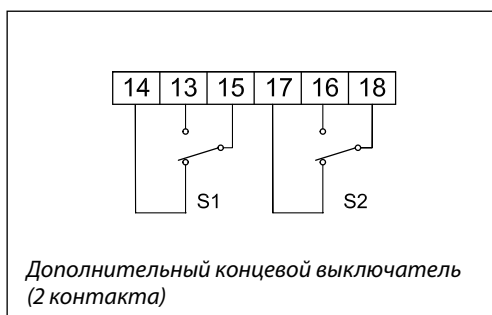 14 13 15 17 16 18
S1 S2
Дополнительный концевой выключатель
(2 контакта)